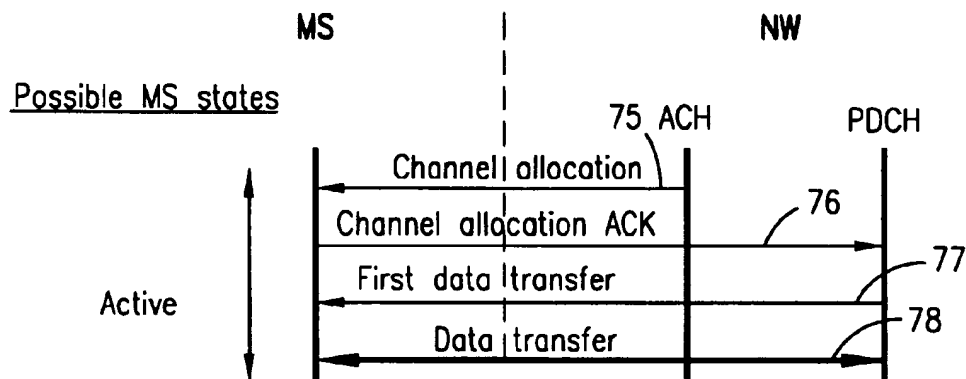 MS NW
Possible MS states
75 ACH PDCH
Channel allocation
76
Channel allocation ACK
77
First data transfer
Active
78
Data transfer